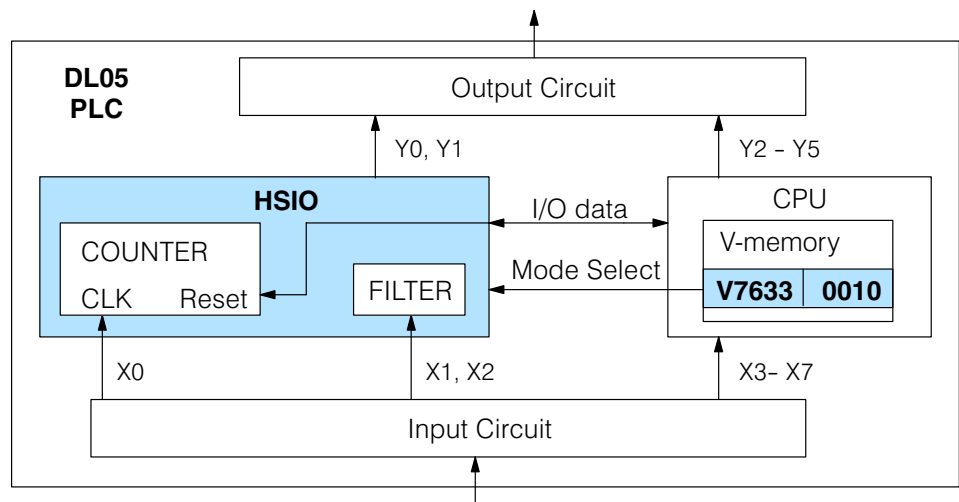 DL05
PLC
Output Circuit
Y0, Y1
Y2 - Y5
HSIO
CPU
I/O data
V-memory
COUNTER
Mode Select
CLK
Reset
FILTER
V7633
0010
X0
X1, X2
X3- X7
Input Circuit